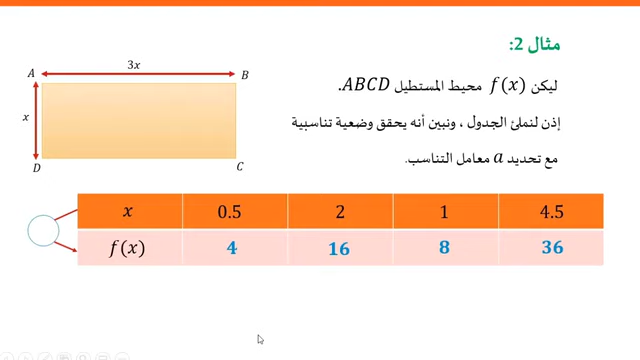 مثال 2:
ليكن f(x) محيط المستطيل ABCD.
إذن لنملئ الجدول ، ونبين أنه يحقق وضعية تناسبية
مع تحديد a معامل التناسب.
3x
A B
x
D C
x 0.5 2 1 4.5
f(x) 4 16 8 36